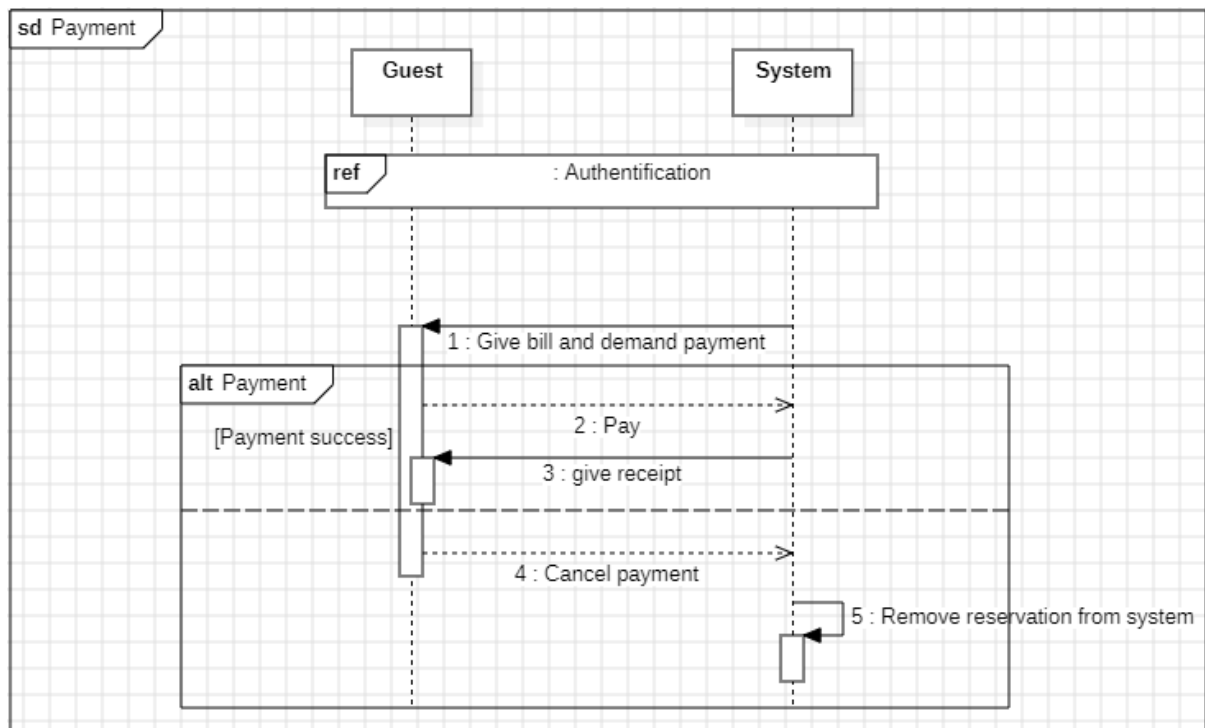 sd Payment
Guest
System
ref
: Authentification
1 : Give bill and demand payment
alt Payment
2 : Pay
[Payment success]
3 : give receipt
4 : Cancel payment
5 : Remove reservation from system